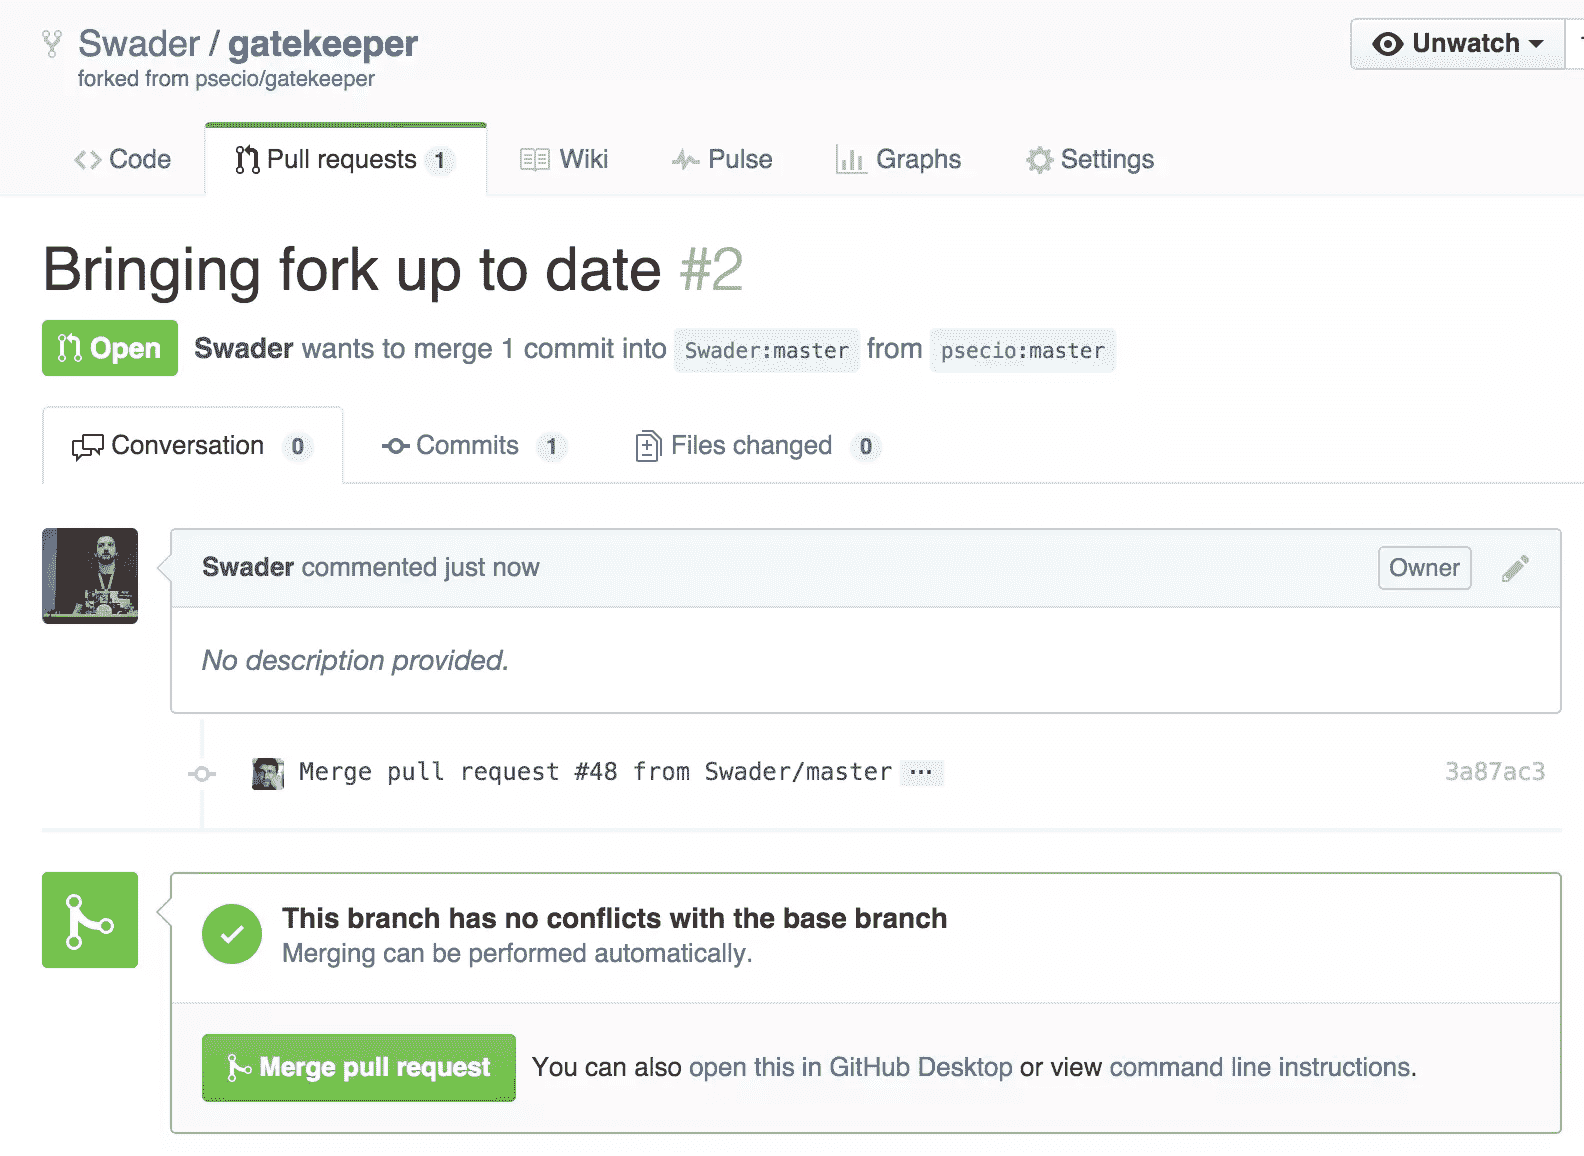 Swader / gatekeeper
Unwatch
forked from psecio/gatekeeper
Code Pull requests 1 Wiki Pulse Graphs Settings
Bringing fork up to date #2
Open Swader wants to merge 1 commit into Swader:master from psecio:master
Conversation 0 Commits 1 Files changed 0
Swader commented just now Owner
No description provided.
Merge pull request #48 from Swader/master ... 3a87ac3
This branch has no conflicts with the base branch
Merging can be performed automatically.
Merge pull request You can also open this in GitHub Desktop or view command line instructions.